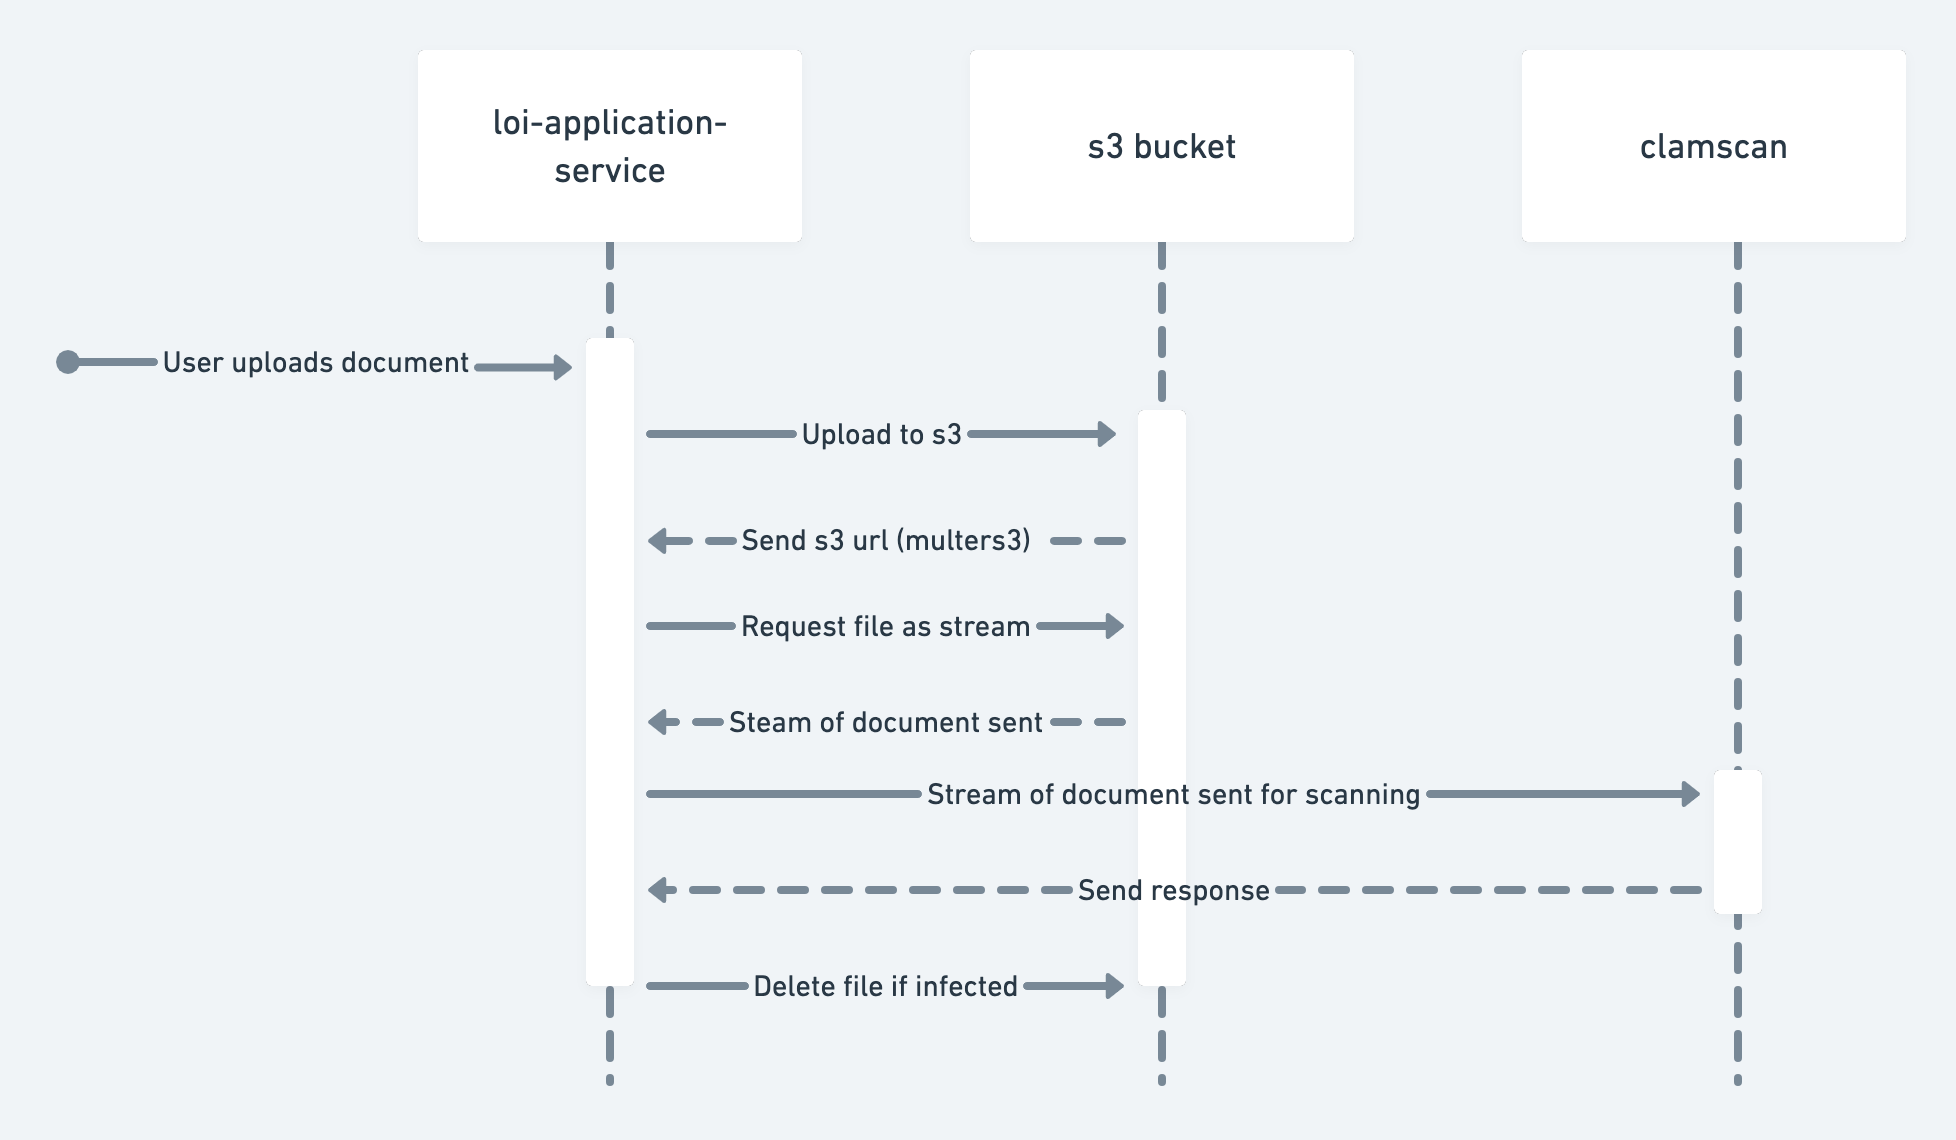 loi-application-
service
s3 bucket
clamscan
User uploads document
Upload to s3
Send s3 url (multers3)
Request file as stream
Steam of document sent
Stream of document sent for scanning
Send response
Delete file if infected